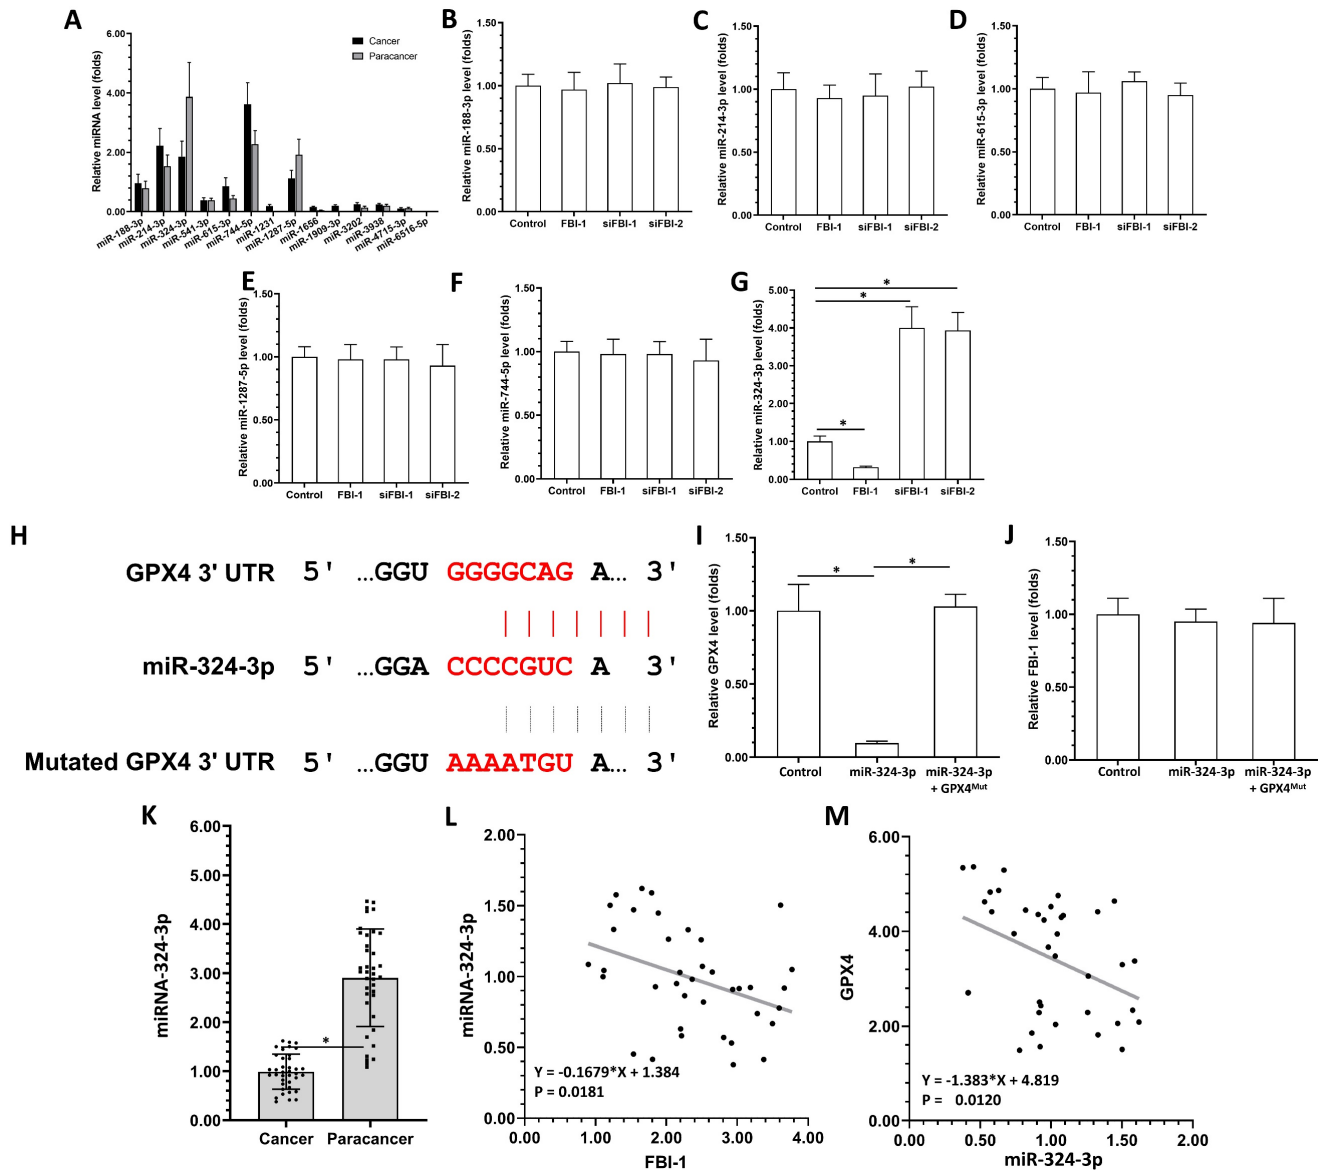 A
Relative miRNA level (folds)
6.00
4.00
2.00
0.00
Cancer
Paracancer
miR-188-3p
miR-214-3p
miR-324-3p
miR-541-3p
miR-615-3p
miR-744-5p
miR-1231
miR-1287-5p
miR-1656
miR-1909-3p
miR-3202
miR-3938
miR-4715-3p
miR-6516-5p
B
Relative miR-188-3p level (folds)
1.50
1.00
0.50
0.00
Control FBI-1 siFBI-1 siFBI-2
C
Relative miR-214-3p level (folds)
1.50
1.00
0.50
0.00
Control FBI-1 siFBI-1 siFBI-2
D
Relative miR-615-3p level (folds)
1.50
1.00
0.50
0.00
Control FBI-1 siFBI-1 siFBI-2
E
Relative miR-1287-5p level (folds)
1.50
1.00
0.50
0.00
Control FBI-1 siFBI-1 siFBI-2
F
Relative miR-744-5p level (folds)
1.50
1.00
0.50
0.00
Control FBI-1 siFBI-1 siFBI-2
G
Relative miR-324-3p level (folds)
5.00
4.00
3.00
2.00
1.00
0.00
*
*
*
Control FBI-1 siFBI-1 siFBI-2
H
GPX4 3' UTR 5' ...GGU GGGGCAG A... 3'
miR-324-3p 5' ...GGA CCCCGUC A 3'
Mutated GPX4 3' UTR 5' ...GGU AAAATGU A... 3'
I
Relative GPX4 level (folds)
1.50
1.00
0.50
0.00
* *
Control miR-324-3p miR-324-3p
+ GPX4Mut
J
Relative FBI-1 level (folds)
1.50
1.00
0.50
0.00
Control miR-324-3p miR-324-3p
+ GPX4Mut
K
miRNA-324-3p
6.00
5.00
4.00
3.00
2.00
1.00
0.00
*
Cancer Paracancer
L
miRNA-324-3p
2.00
1.50
1.00
0.50
0.00
Y = -0.1679*X + 1.384
P = 0.0181
0.00 1.00 2.00 3.00 4.00
FBI-1
M
GPX4
6.00
4.00
2.00
0.00
Y = -1.383*X + 4.819
P = 0.0120
0.00 0.50 1.00 1.50 2.00
miR-324-3p